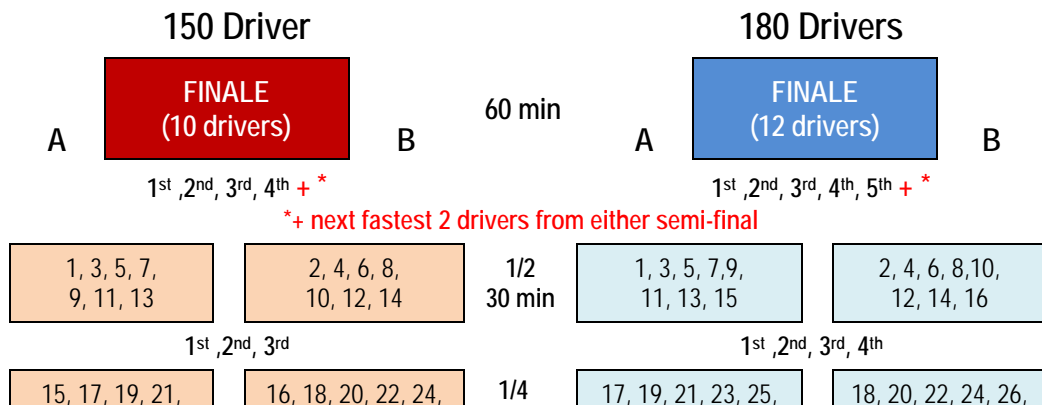 150 Driver
180 Drivers
FINALE
(10 drivers)
A
B
60 min
FINALE
(12 drivers)
A
B
1st ,2nd, 3rd, 4th + *
1st ,2nd, 3rd, 4th, 5th + *
*+ next fastest 2 drivers from either semi-final
1, 3, 5, 7,
9, 11, 13
2, 4, 6, 8,
10, 12, 14
1/2
30 min
1, 3, 5, 7,9,
11, 13, 15
2, 4, 6, 8,10,
12, 14, 16
1st ,2nd, 3rd
1st ,2nd, 3rd, 4th
15, 17, 19, 21,
16, 18, 20, 22, 24,
1/4
17, 19, 21, 23, 25,
18, 20, 22, 24, 26,